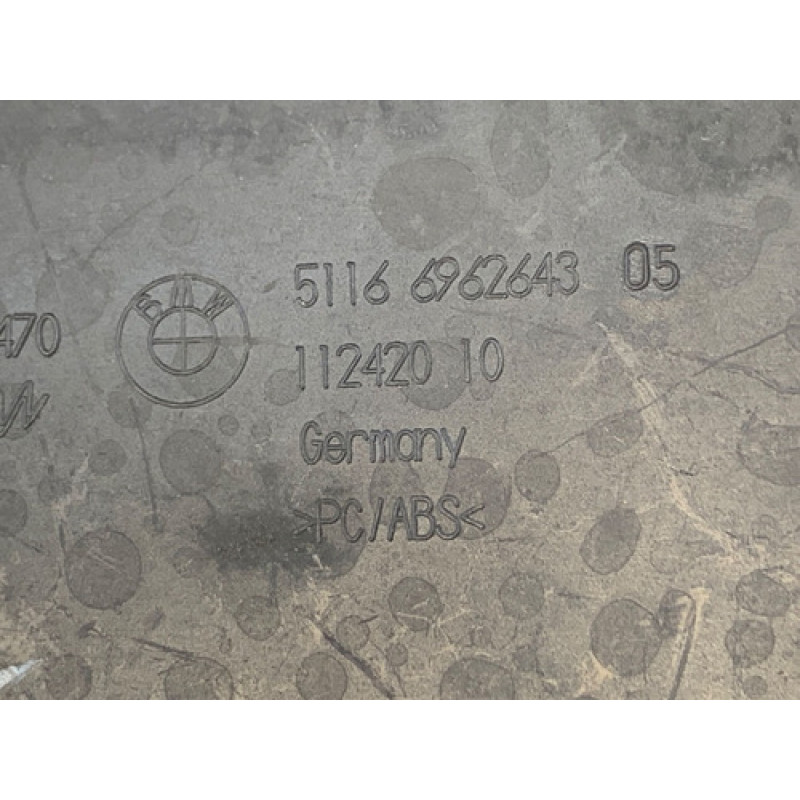 470
BMW
5116 6962643 05
112420 10
Germany
>PC/ABS<